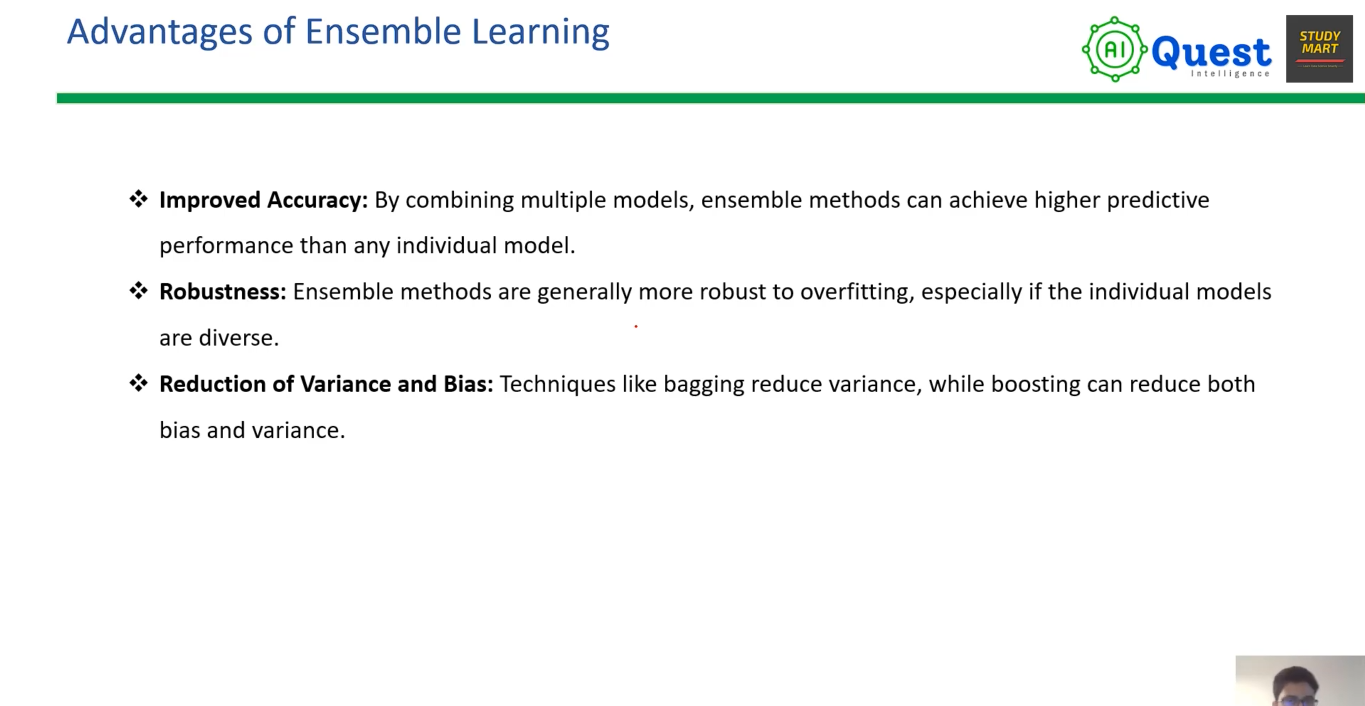 Advantages of Ensemble Learning
AI Quest
Intelligence
STUDY
MART
❖ Improved Accuracy: By combining multiple models, ensemble methods can achieve higher predictive
performance than any individual model.
❖ Robustness: Ensemble methods are generally more robust to overfitting, especially if the individual models
are diverse.
❖ Reduction of Variance and Bias: Techniques like bagging reduce variance, while boosting can reduce both
bias and variance.